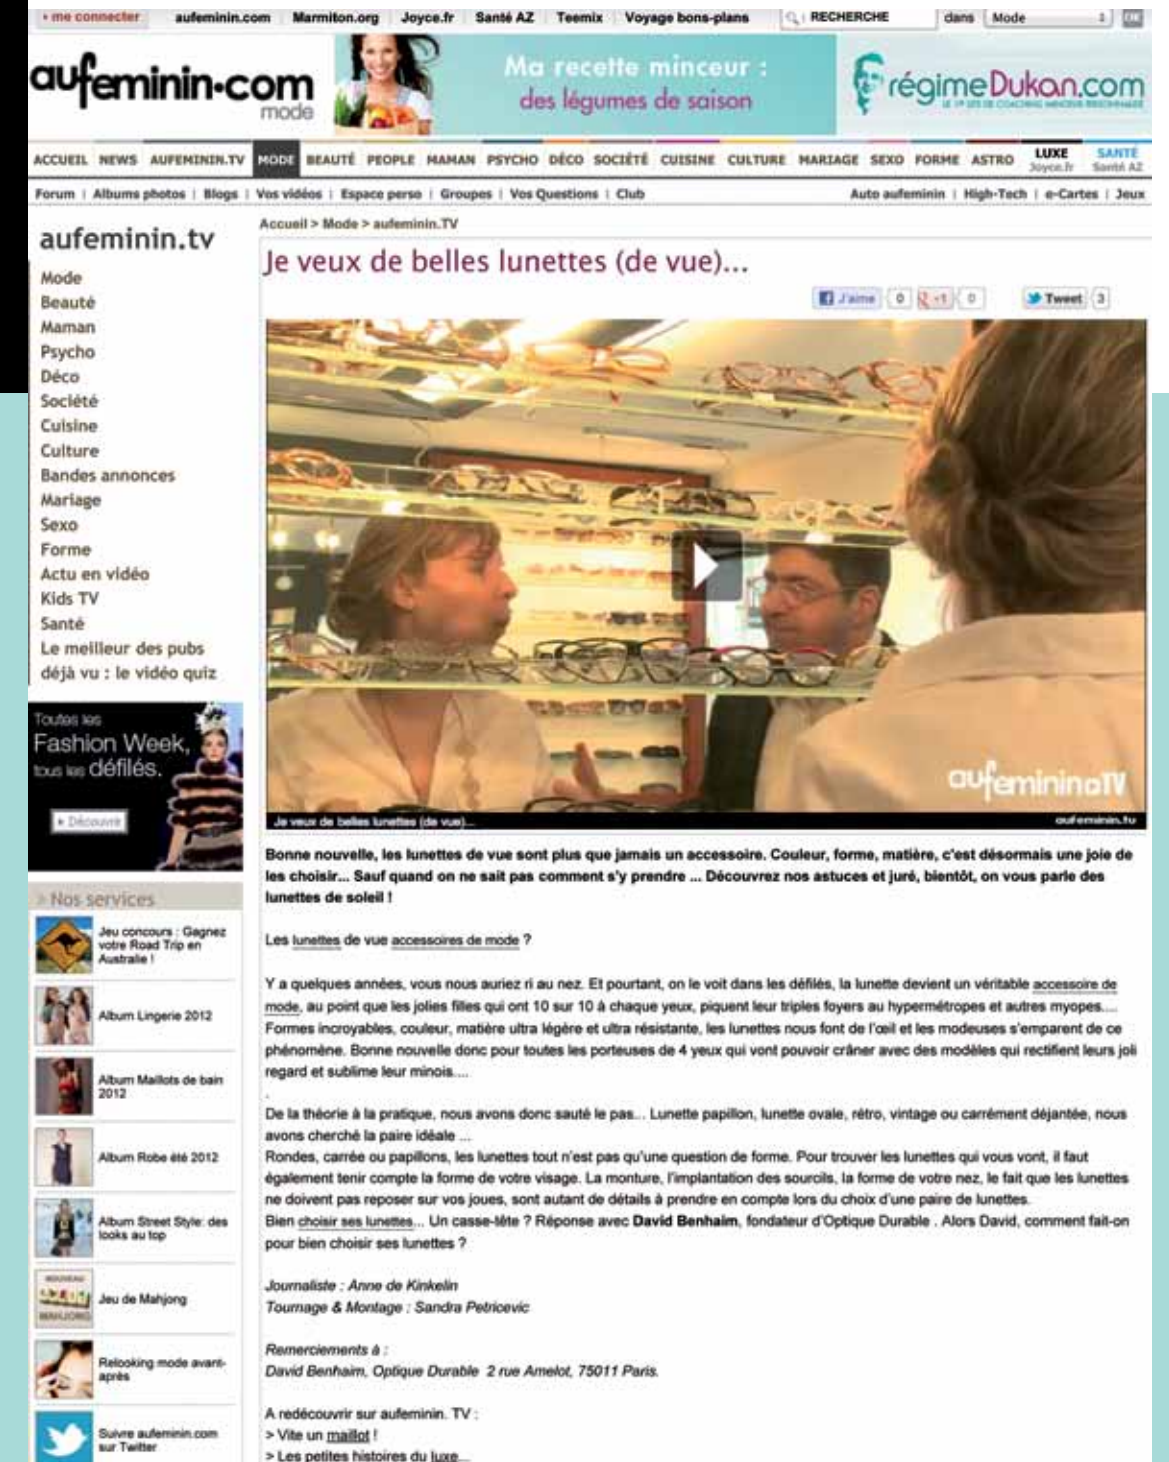 me connecter aufeminin.com Marmiton.org Joyce.fr Santé AZ Teemix Voyage bons-plans RECHERCHE dans Mode OK
aufeminin.com
mode
Ma recette minceur :
des légumes de saison
régimeDukan.com
ACCUEIL NEWS AUFEMININ.TV MODE BEAUTÉ PEOPLE MAMAN PSYCHO DÉCO SOCIÉTÉ CUISINE CULTURE MARIAGE SEXO FORME ASTRO LUXE SANTÉ
Joyce.fr Santé AZ
Forum | Albums photos | Blogs | Vos vidéos | Espace perso | Groupes | Vos Questions | Club Auto aufeminin | High-Tech | e-Cartes | Jeux
aufeminin.tv
Mode
Beauté
Maman
Psycho
Déco
Société
Cuisine
Culture
Bandes annonces
Mariage
Sexo
Forme
Actu en vidéo
Kids TV
Santé
Le meilleur des pubs
déjà vu : le vidéo quiz
Toutes les
Fashion Week,
tous les défilés.
Découvrir
» Nos services
Jeu concours : Gagnez
votre Road Trip en
Australie !
Album Lingerie 2012
Album Maillots de bain
2012
Album Robe été 2012
Album Street Style: des
looks au top
NOUVEAU
MAHJONG
Jeu de Mahjong
Relooking mode avant-
après
Suivre aufeminin.com
sur Twitter
Accueil > Mode > aufeminin.TV
Je veux de belles lunettes (de vue)...
J'aime 0 +1 0 Tweet 3
aufemininTV
Je veux de belles lunettes (de vue)... aufeminin.tv
Bonne nouvelle, les lunettes de vue sont plus que jamais un accessoire. Couleur, forme, matière, c'est désormais une joie de
les choisir... Sauf quand on ne sait pas comment s'y prendre ... Découvrez nos astuces et juré, bientôt, on vous parle des
lunettes de soleil !
Les lunettes de vue accessoires de mode ?
Y a quelques années, vous nous auriez ri au nez. Et pourtant, on le voit dans les défilés, la lunette devient un véritable accessoire de
mode, au point que les jolies filles qui ont 10 sur 10 à chaque yeux, piquent leur triples foyers au hypermétropes et autres myopes....
Formes incroyables, couleur, matière ultra légère et ultra résistante, les lunettes nous font de l'œil et les modeuses s'emparent de ce
phénomène. Bonne nouvelle donc pour toutes les porteuses de 4 yeux qui vont pouvoir crâner avec des modèles qui rectifient leurs joli
regard et sublime leur minois....
.
De la théorie à la pratique, nous avons donc sauté le pas... Lunette papillon, lunette ovale, rétro, vintage ou carrément déjantée, nous
avons cherché la paire idéale ...
Rondes, carrée ou papillons, les lunettes tout n'est pas qu'une question de forme. Pour trouver les lunettes qui vous vont, il faut
également tenir compte la forme de votre visage. La monture, l'implantation des sourcils, la forme de votre nez, le fait que les lunettes
ne doivent pas reposer sur vos joues, sont autant de détails à prendre en compte lors du choix d'une paire de lunettes.
Bien choisir ses lunettes... Un casse-tête ? Réponse avec David Benhaim, fondateur d'Optique Durable . Alors David, comment fait-on
pour bien choisir ses lunettes ?
Journaliste : Anne de Kinkelin
Tournage & Montage : Sandra Petricevic
Remerciements à :
David Benhaim, Optique Durable 2 rue Amelot, 75011 Paris.
A redécouvrir sur aufeminin. TV :
> Vite un maillot !
> Les petites histoires du luxe...